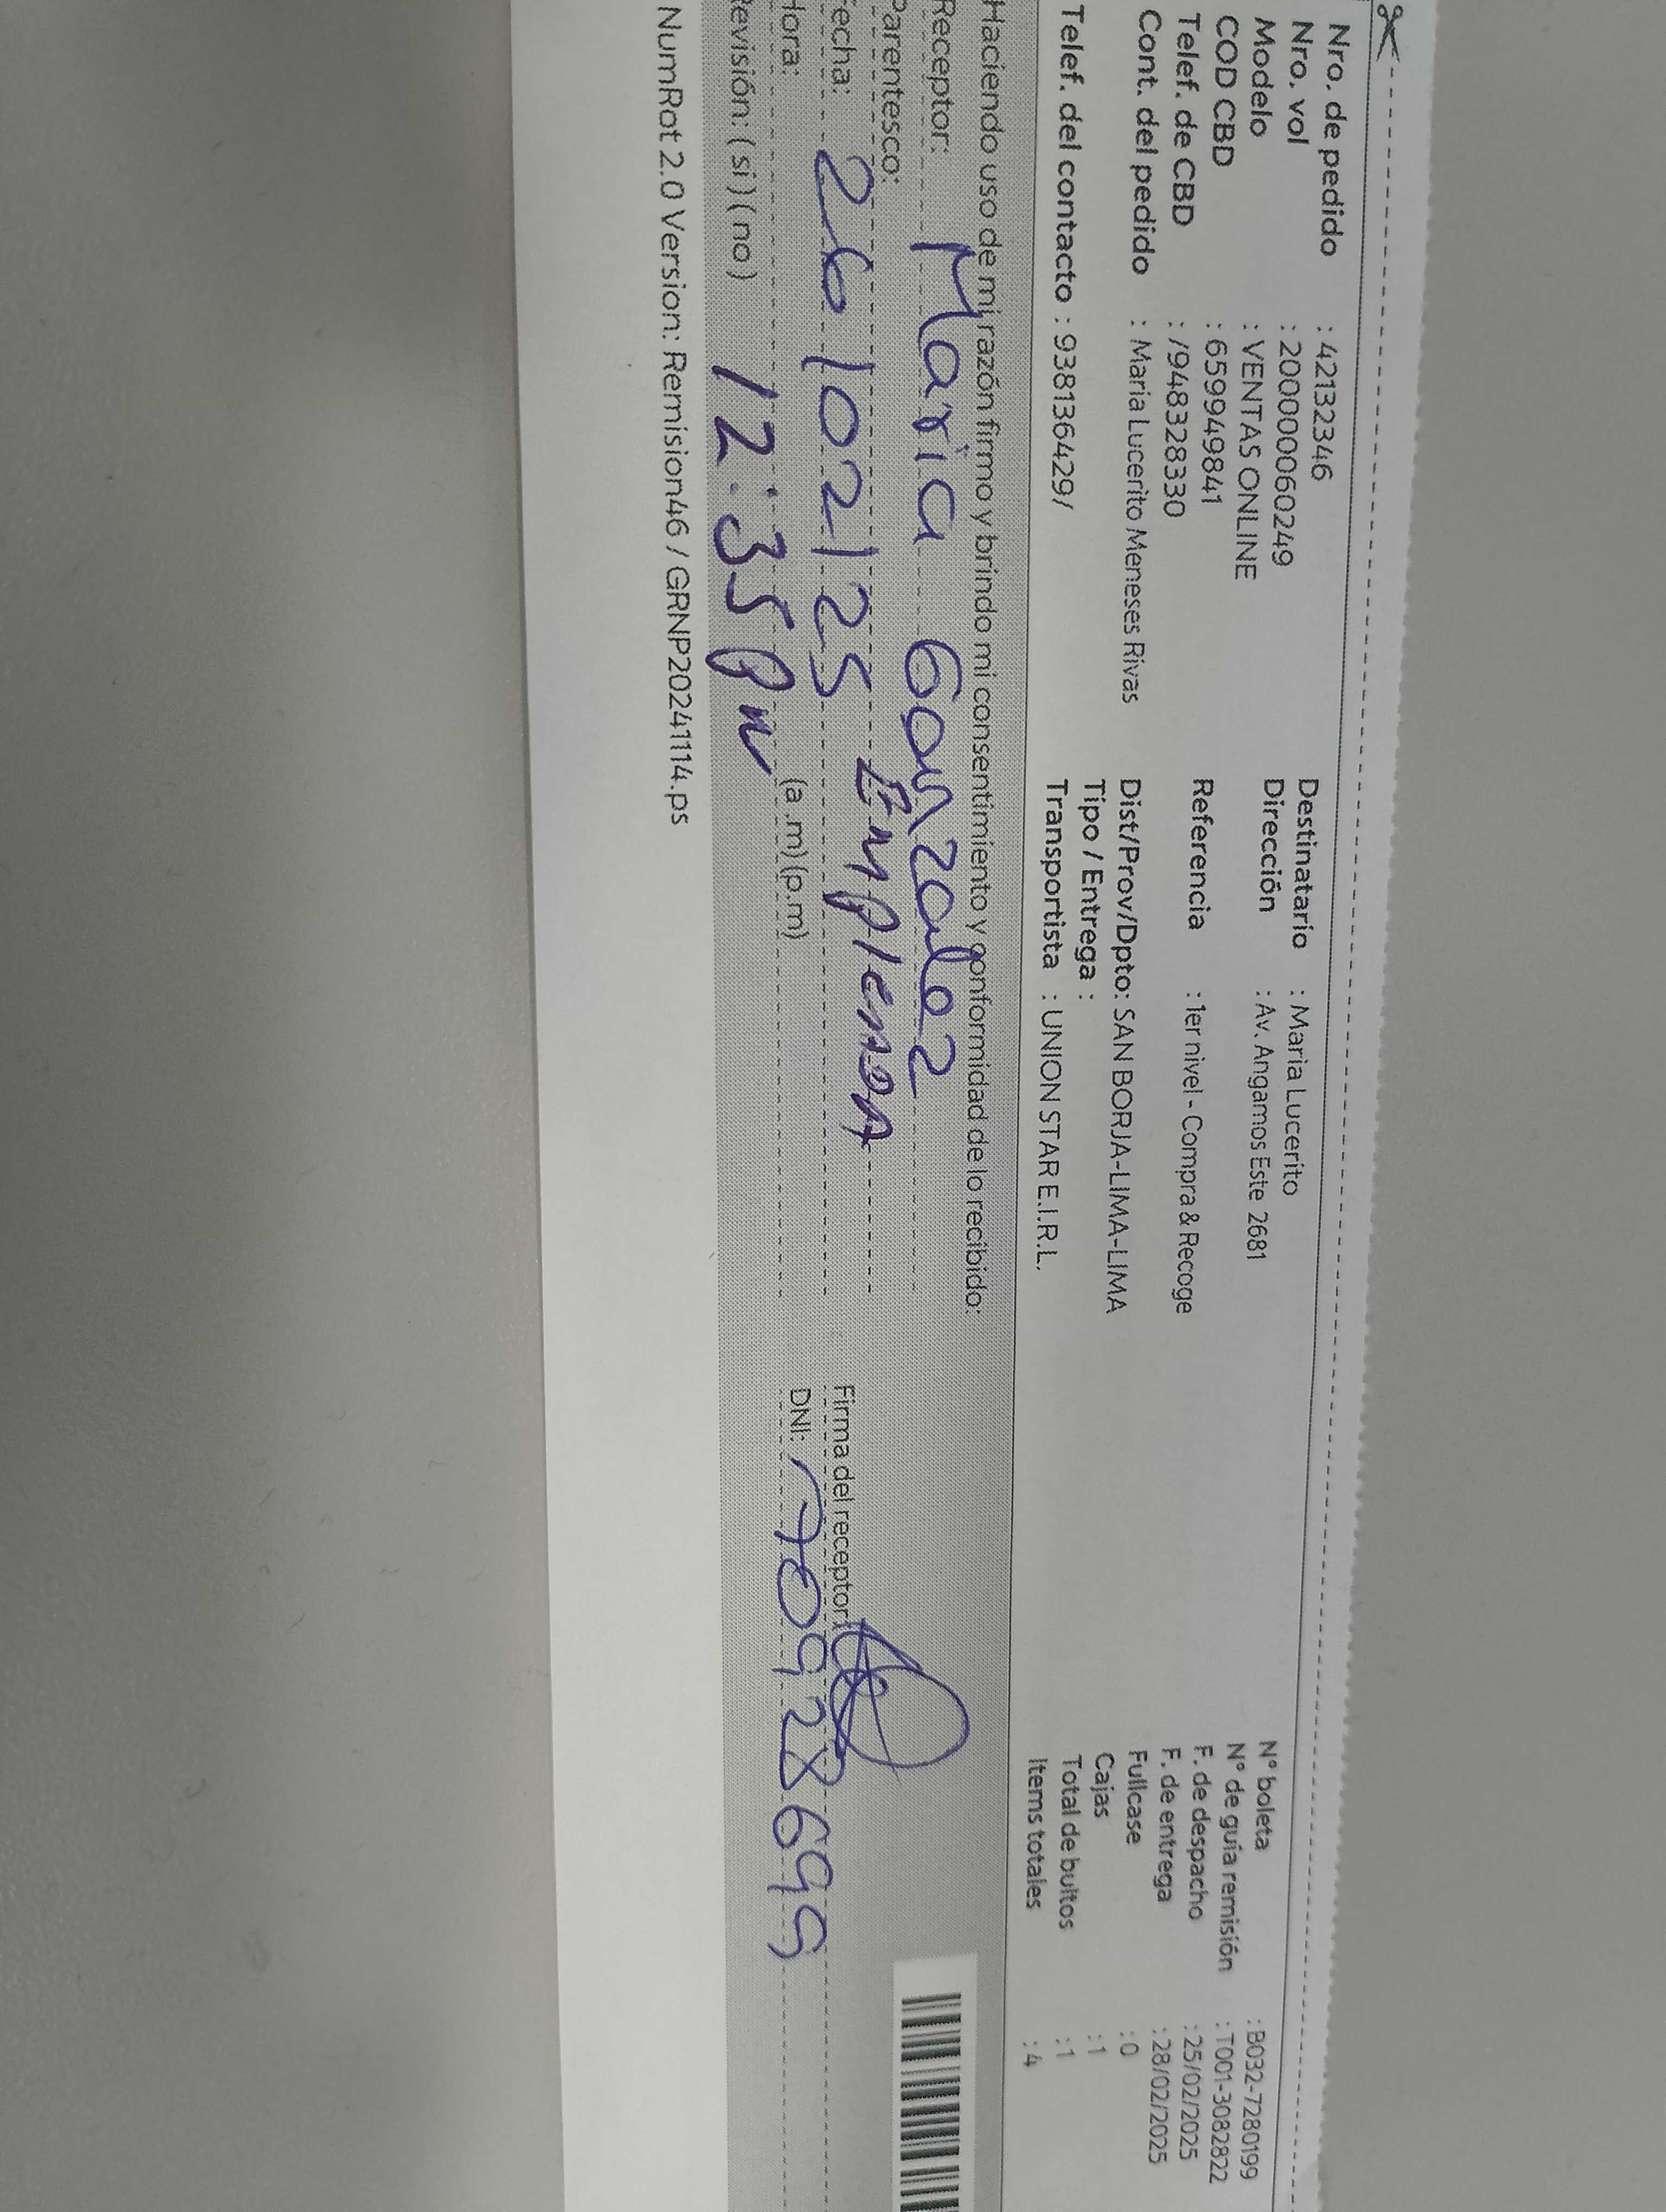 Nro. de pedido : 42132346
Nro. vol : 2000000060249
Modelo : VENTAS ONLINE
COD CBD : 659949841
Telef. de CBD : /948328330
Cont. del pedido : Maria Lucerito Meneses Rivas
Telef. del contacto : 938136429/
Destinatario : Maria Lucerito
Dirección : Av. Angamos Este 2681
Referencia : 1er nivel - Compra & Recoge
Dist/Prov/Dpto: SAN BORJA-LIMA-LIMA
Tipo / Entrega :
Transportista : UNION STAR E.I.R.L.
N° boleta : B032-7280199
N° de guia remisión : T001-3082822
F. de despacho : 25/02/2025
F. de entrega : 28/02/2025
Fullcase : 0
Cajas : 1
Total de bultos : 1
Items totales : 4
Haciendo uso de mi razón firmo y brindo mi consentimiento y conformidad de lo recibido:
Receptor: Maria Gonzalez
Parentesco:
Fecha: 26/02/25
Hora: (a.m)(p.m)
Revisión: (si)(no) 12:35 pm
Firma del receptor:
DNI: 70928699
NumRot 2.0 Version: Remision46 / GRNP20241114.ps